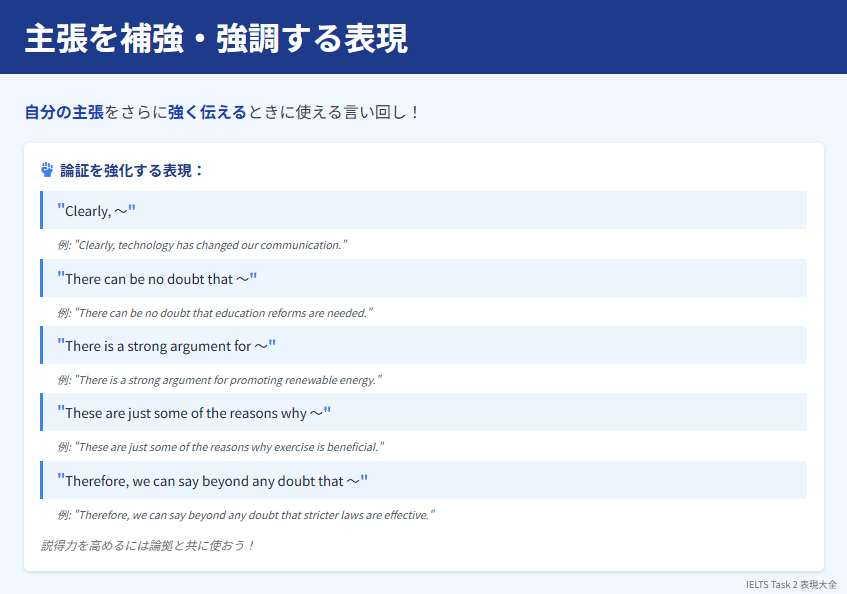 主張を補強・強調する表現
自分の主張をさらに強く伝えるときに使える言い回し！
論証を強化する表現：
"Clearly, ～"
例: "Clearly, technology has changed our communication."
"There can be no doubt that ～"
例: "There can be no doubt that education reforms are needed."
"There is a strong argument for ～"
例: "There is a strong argument for promoting renewable energy."
"These are just some of the reasons why ～"
例: "These are just some of the reasons why exercise is beneficial."
"Therefore, we can say beyond any doubt that ～"
例: "Therefore, we can say beyond any doubt that stricter laws are effective."
説得力を高めるには論拠と共に使おう！
IELTS Task 2 表現大全